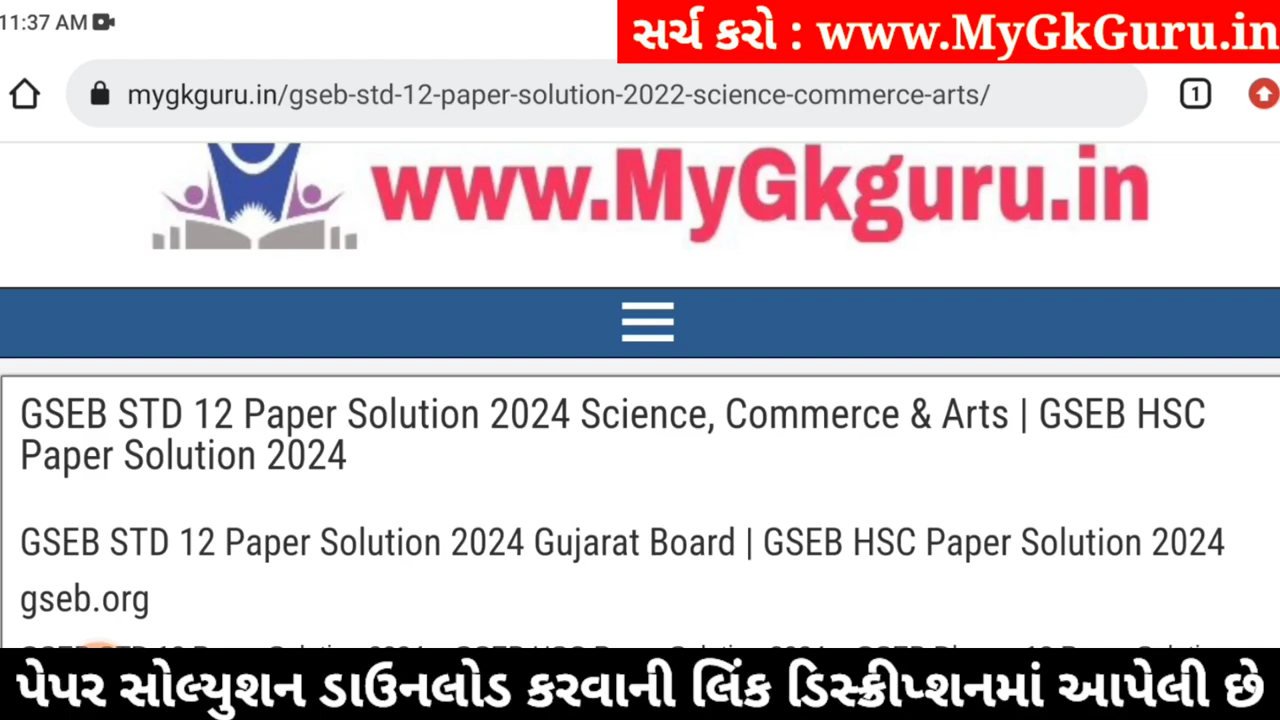 11:37 AM
સર્ચ કરો : www.MyGkGuru.in
mygkguru.in/gseb-std-12-paper-solution-2022-science-commerce-arts/
1
www.MyGkguru.in
GSEB STD 12 Paper Solution 2024 Science, Commerce & Arts | GSEB HSC
Paper Solution 2024
GSEB STD 12 Paper Solution 2024 Gujarat Board | GSEB HSC Paper Solution 2024
gseb.org
પેપર સોલ્યુશન ડાઉનલોડ કરવાની લિંક ડિસ્ક્રીપ્શનમાં આપેલી છે